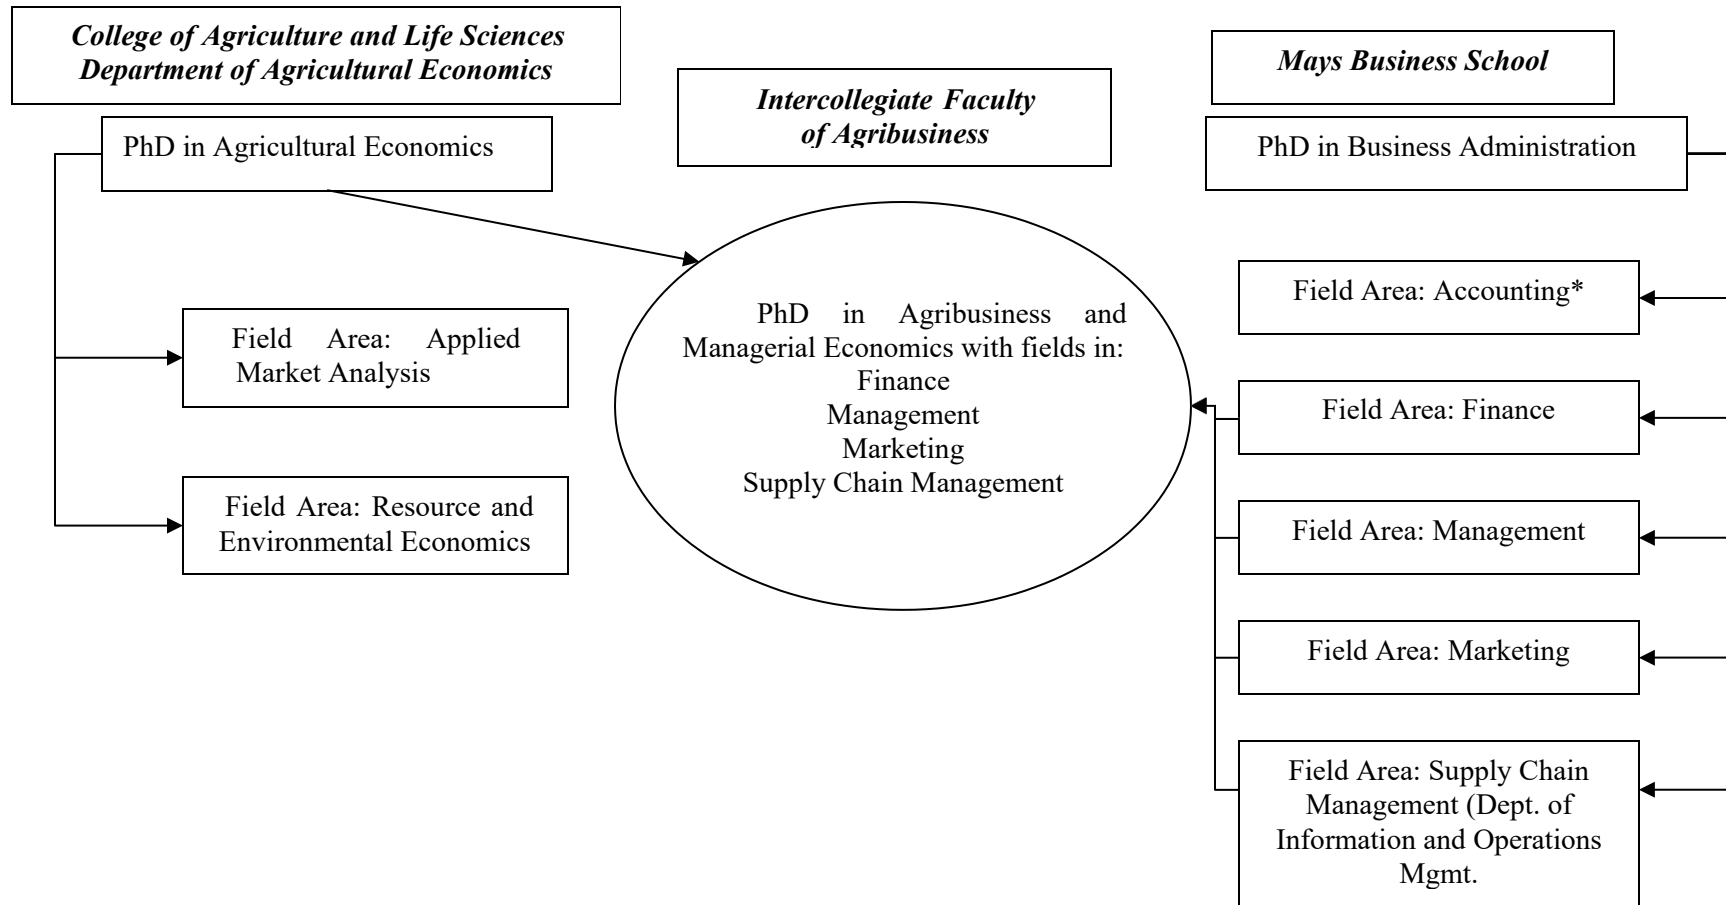 College of Agriculture and Life Sciences
Department of Agricultural Economics
Intercollegiate Faculty
of Agribusiness
Mays Business School
PhD in Agricultural Economics
PhD in Business Administration
Field Area: Applied
Market Analysis
Field Area: Resource and
Environmental Economics
PhD in Agribusiness and
Managerial Economics with fields in:
Finance
Management
Marketing
Supply Chain Management
Field Area: Accounting*
Field Area: Finance
Field Area: Management
Field Area: Marketing
Field Area: Supply Chain
Management (Dept. of
Information and Operations
Mgmt.